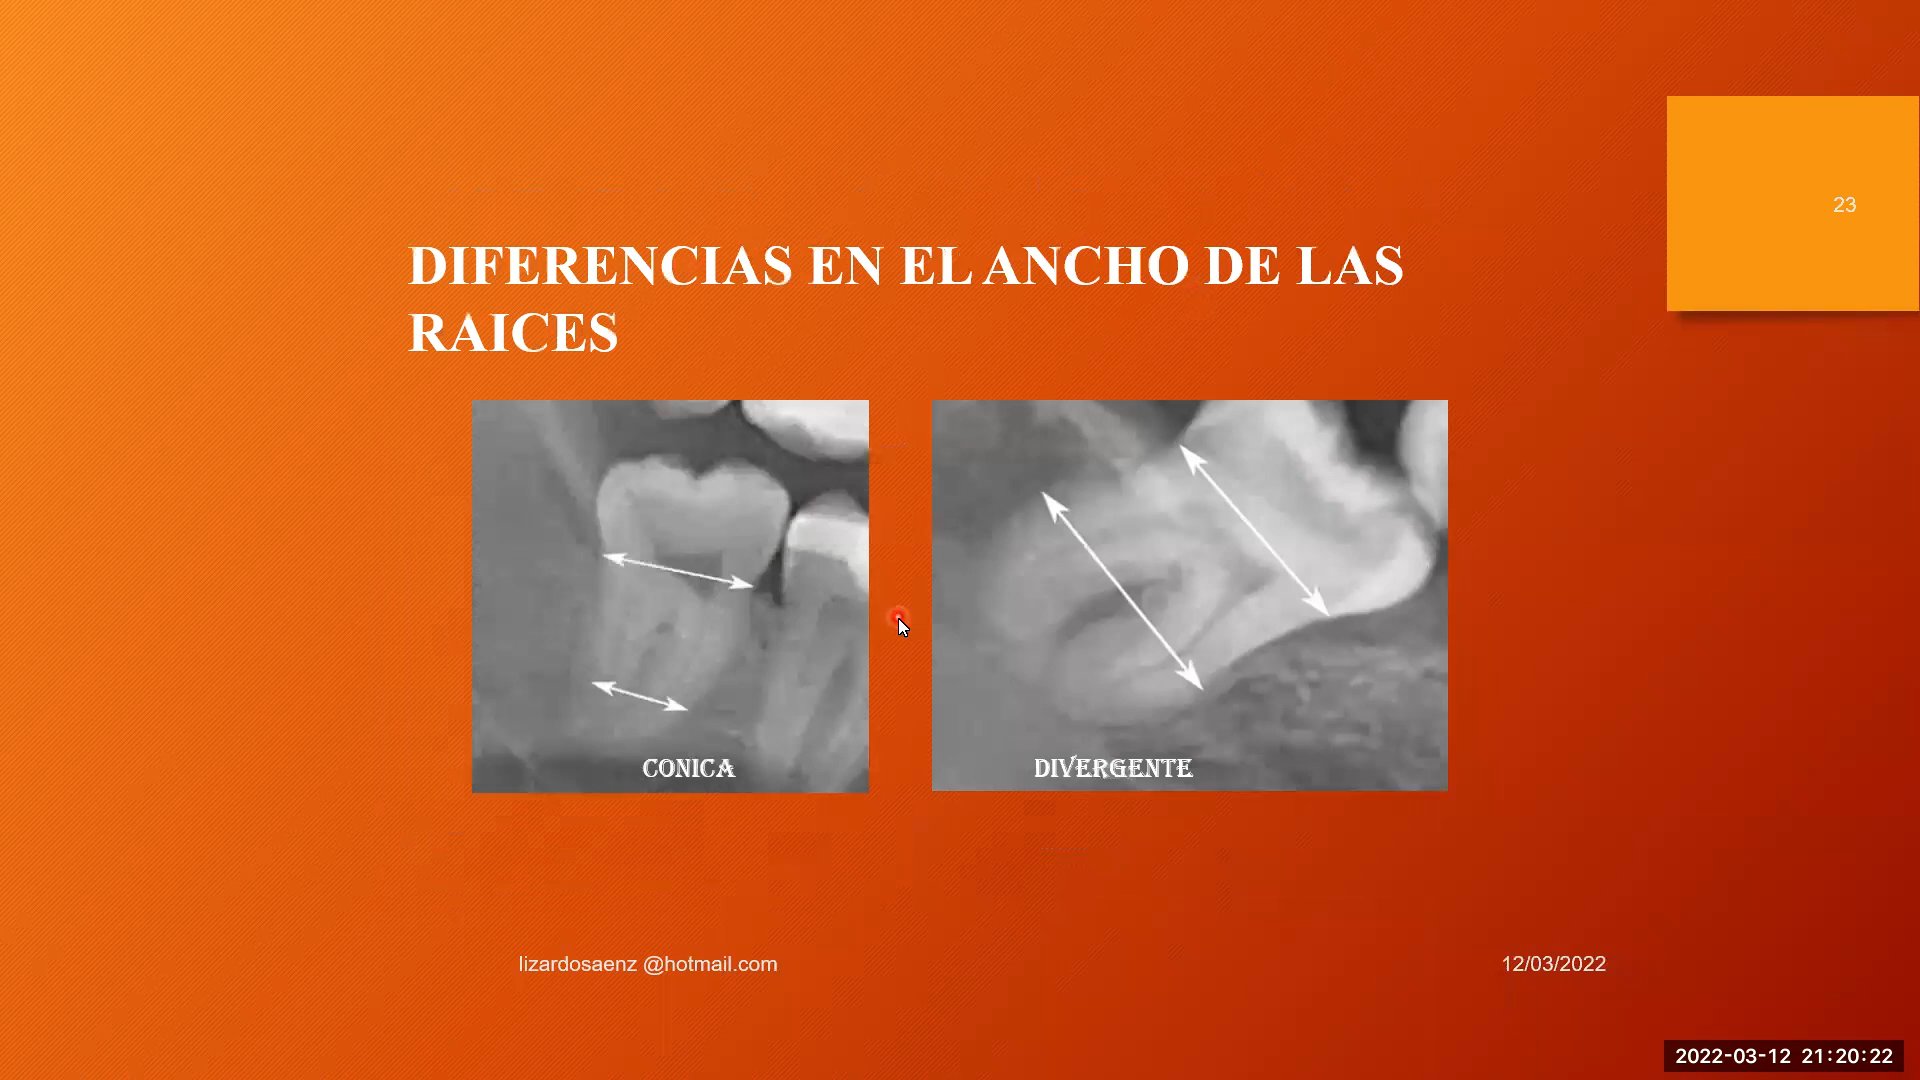 23
DIFERENCIAS EN EL ANCHO DE LAS
RAICES
CONICA
DIVERGENTE
lizardosaenz @hotmail.com
12/03/2022
2022-03-12 21:20:22